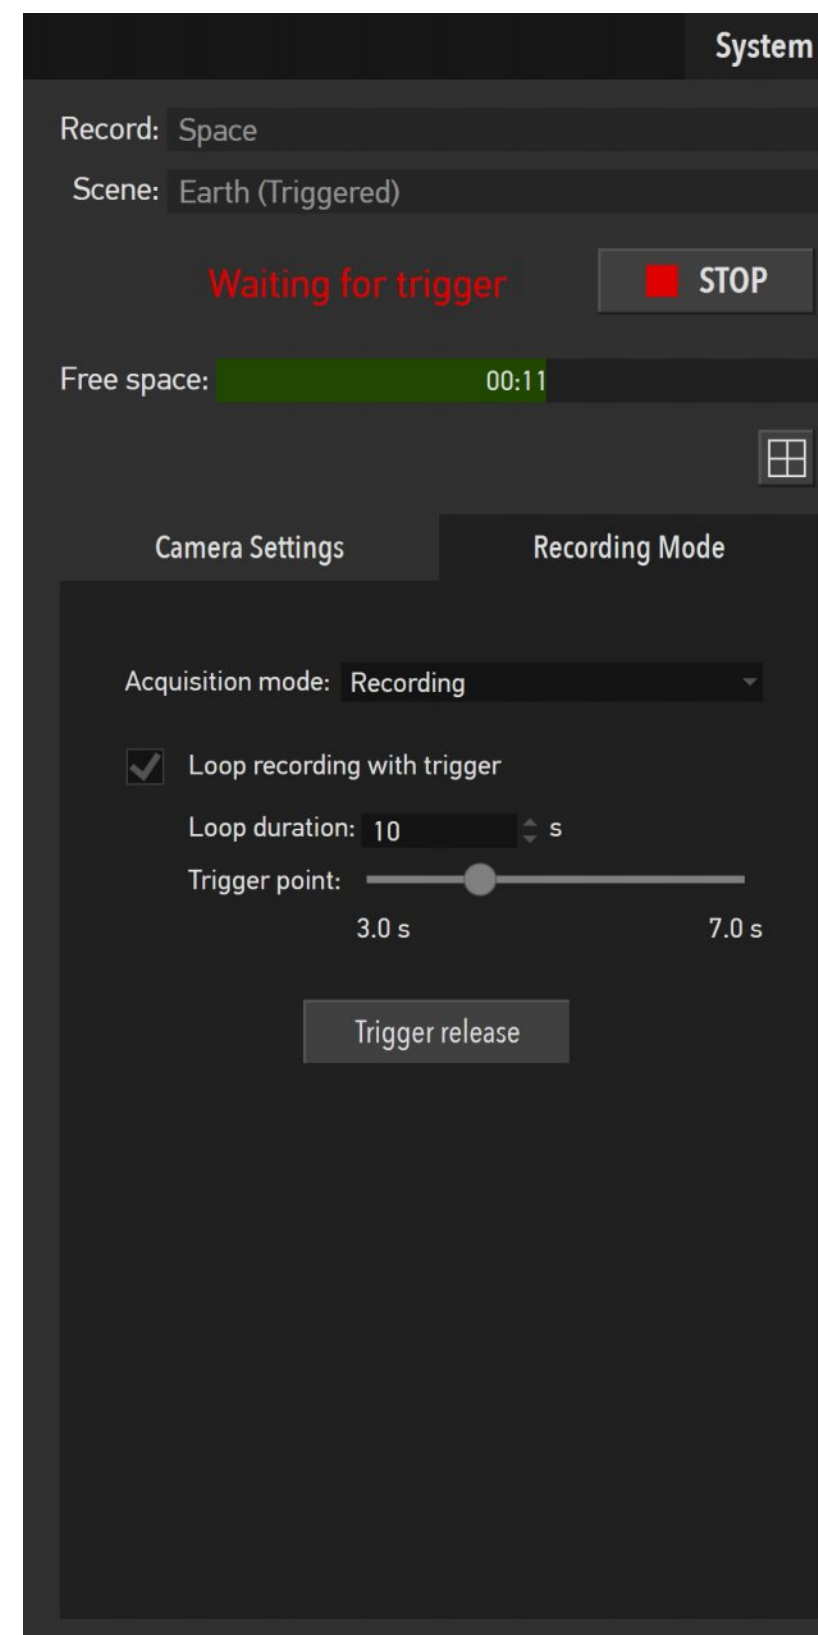 System
Record: Space
Scene: Earth (Triggered)
Waiting for trigger STOP
Free space: 00:11
Camera Settings Recording Mode
Acquisition mode: Recording
Loop recording with trigger
Loop duration: 10 s
Trigger point:
3.0 s 7.0 s
Trigger release